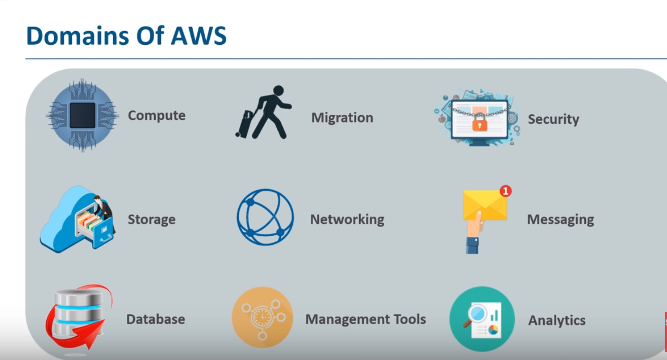 Domains Of AWS
Compute
Migration
Security
Storage
Networking
1
Messaging
Database
Management Tools
Analytics